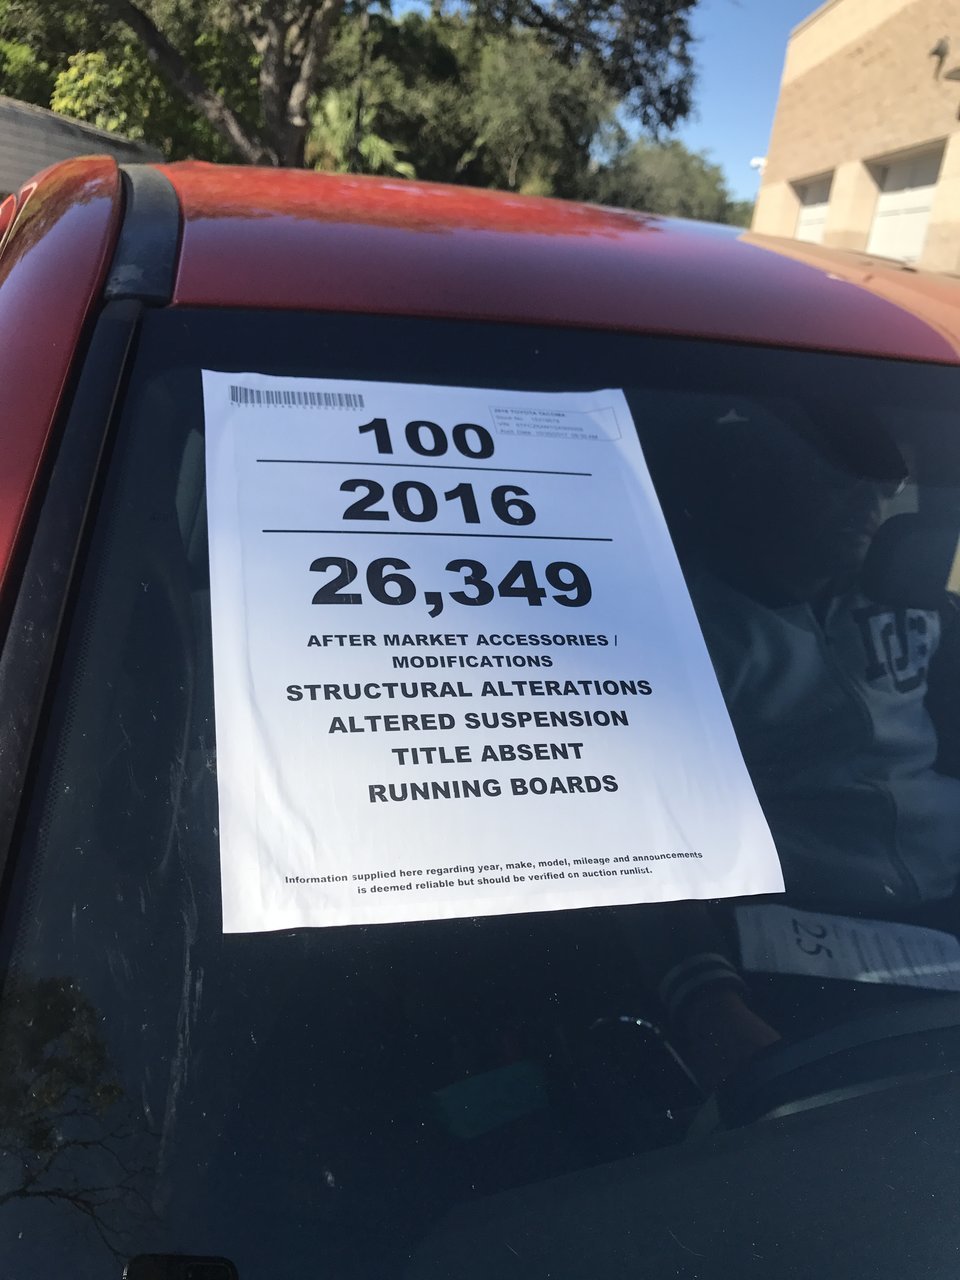 2016 TOYOTA TACOMA
100
2016
26,349
AFTER MARKET ACCESSORIES /
MODIFICATIONS
STRUCTURAL ALTERATIONS
ALTERED SUSPENSION
TITLE ABSENT
RUNNING BOARDS
Information supplied here regarding year, make, model, mileage and announcements
is deemed reliable but should be verified on auction runlist.
25